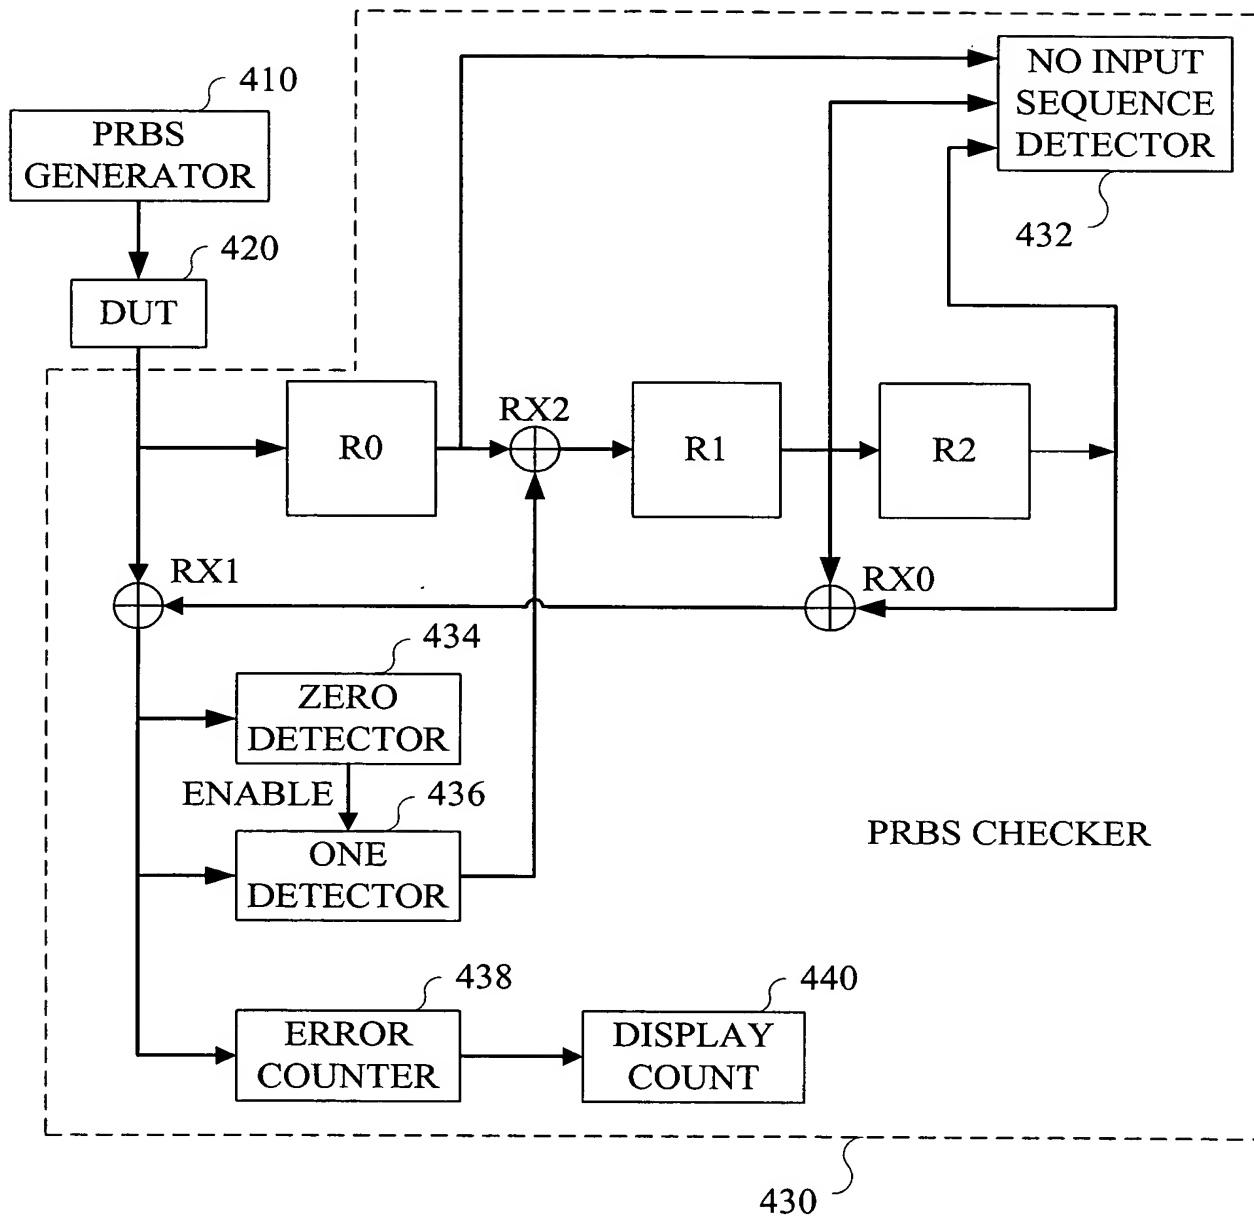 410
PRBS
GENERATOR
420
DUT
NO INPUT
SEQUENCE
DETECTOR
432
R0
RX2
R1
R2
RX1
RX0
434
ZERO
DETECTOR
ENABLE
436
ONE
DETECTOR
PRBS CHECKER
438
ERROR
COUNTER
440
DISPLAY
COUNT
430